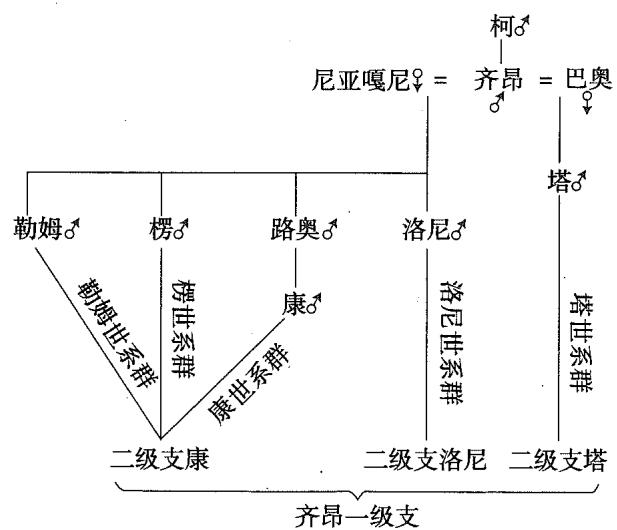 柯♂
尼亚嘎尼♀ = 齐昂♂ = 巴奥♀
塔♂
勒姆♂ 楞♂ 路奥♂ 洛尼♂
康♂
勒姆世系群 楞世系群 康世系群 洛尼世系群 塔世系群
二级支康 二级支洛尼 二级支塔
齐昂一级支